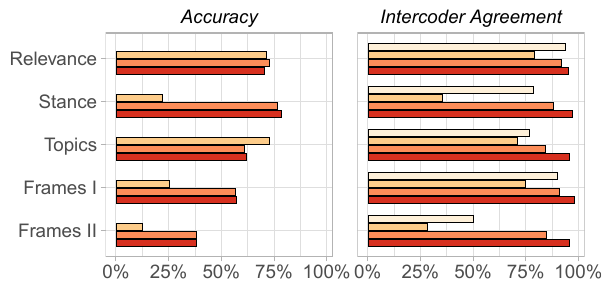 Accuracy Intercoder Agreement
Relevance
Stance
Topics
Frames I
Frames II
0% 25% 50% 75% 100% 0% 25% 50% 75% 100%